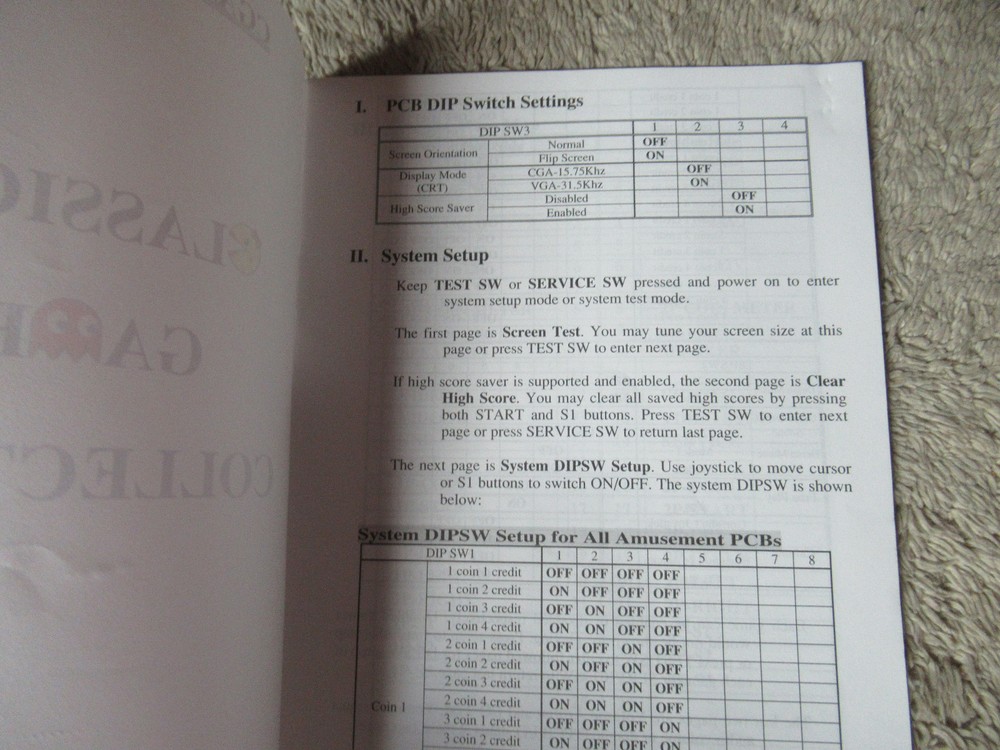 I. PCB DIP Switch Settings
DIP SW3 1 2 3 4
Screen Orientation Normal OFF
Flip Screen ON
Display Mode (CRT) CGA-15.75Khz OFF
VGA-31.5Khz ON
High Score Saver Disabled OFF
Enabled ON
II. System Setup
Keep TEST SW or SERVICE SW pressed and power on to enter
system setup mode or system test mode.
The first page is Screen Test. You may tune your screen size at this
page or press TEST SW to enter next page.
If high score saver is supported and enabled, the second page is Clear
High Score. You may clear all saved high scores by pressing
both START and S1 buttons. Press TEST SW to enter next
page or press SERVICE SW to return last page.
The next page is System DIPSW Setup. Use joystick to move cursor
or S1 buttons to switch ON/OFF. The system DIPSW is shown
below:
System DIPSW Setup for All Amusement PCBs
DIP SW1 1 2 3 4 5 6 7 8
1 coin 1 credit OFF OFF OFF OFF
1 coin 2 credit ON OFF OFF OFF
1 coin 3 credit OFF ON OFF OFF
1 coin 4 credit ON ON OFF OFF
2 coin 1 credit OFF OFF ON OFF
2 coin 2 credit ON OFF ON OFF
2 coin 3 credit OFF ON ON OFF
Coin 1 2 coin 4 credit ON ON ON OFF
3 coin 1 credit OFF OFF OFF ON
3 coin 2 credit ON OFF OFF ON